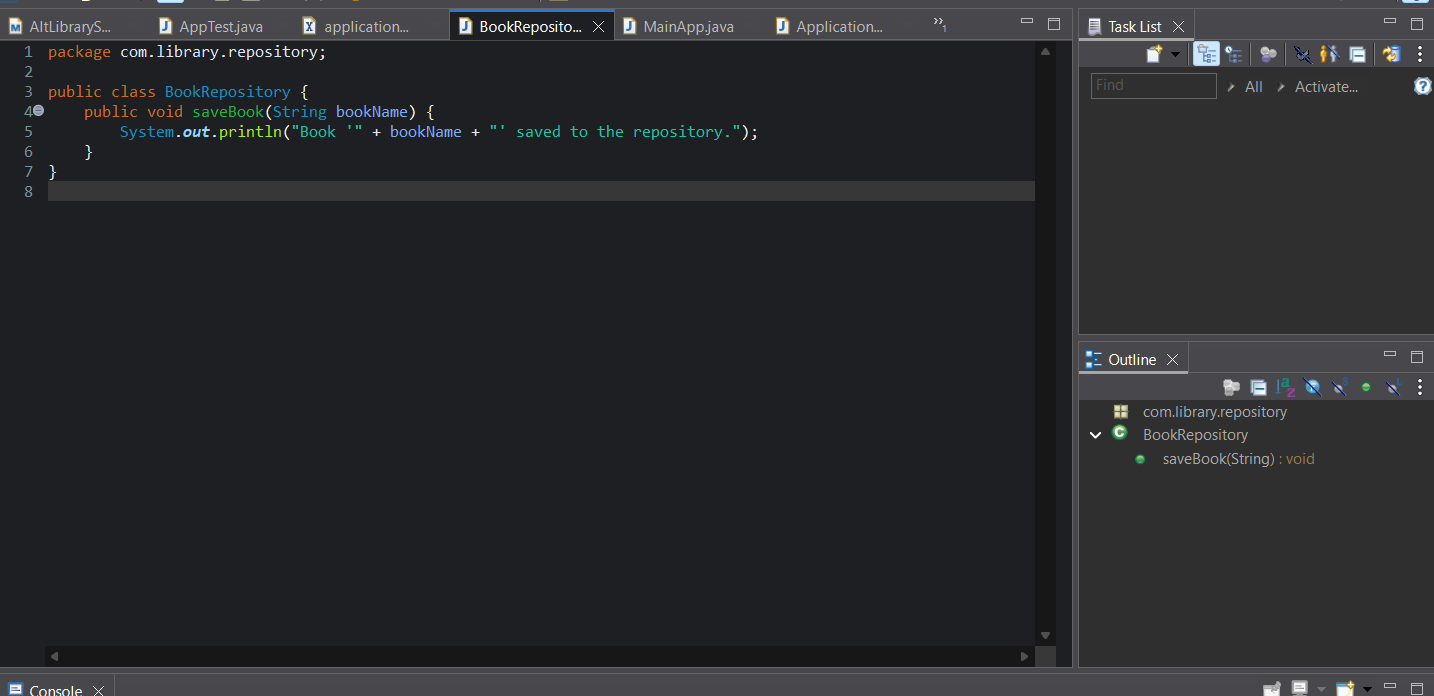 AltLibraryS...
AppTest.java
application...
BookReposito...
MainApp.java
Application...
»1
1 package com.library.repository;
2
3 public class BookRepository {
4     public void saveBook(String bookName) {
5         System.out.println("Book '" + bookName + "' saved to the repository.");
6     }
7 }
8
Task List
Find
All
Activate...
Outline
com.library.repository
BookRepository
saveBook(String) : void
Console